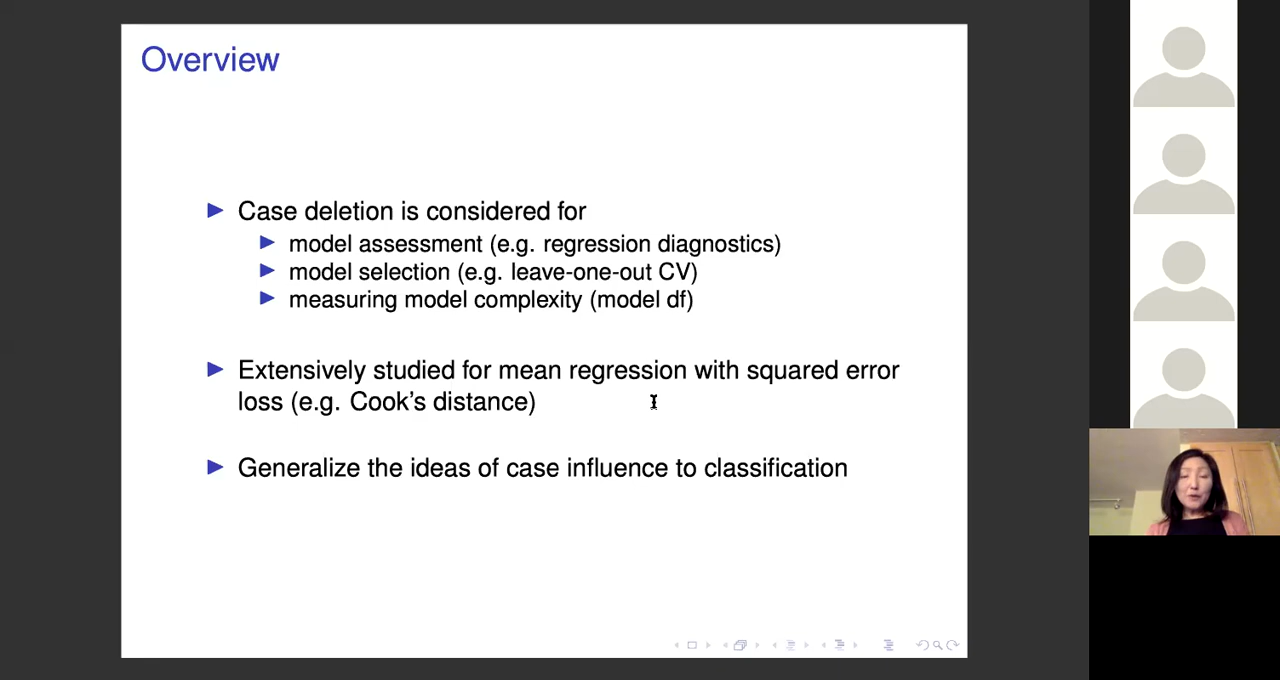 Overview
Case deletion is considered for
model assessment (e.g. regression diagnostics)
model selection (e.g. leave-one-out CV)
measuring model complexity (model df)
Extensively studied for mean regression with squared error
loss (e.g. Cook's distance)
Generalize the ideas of case influence to classification